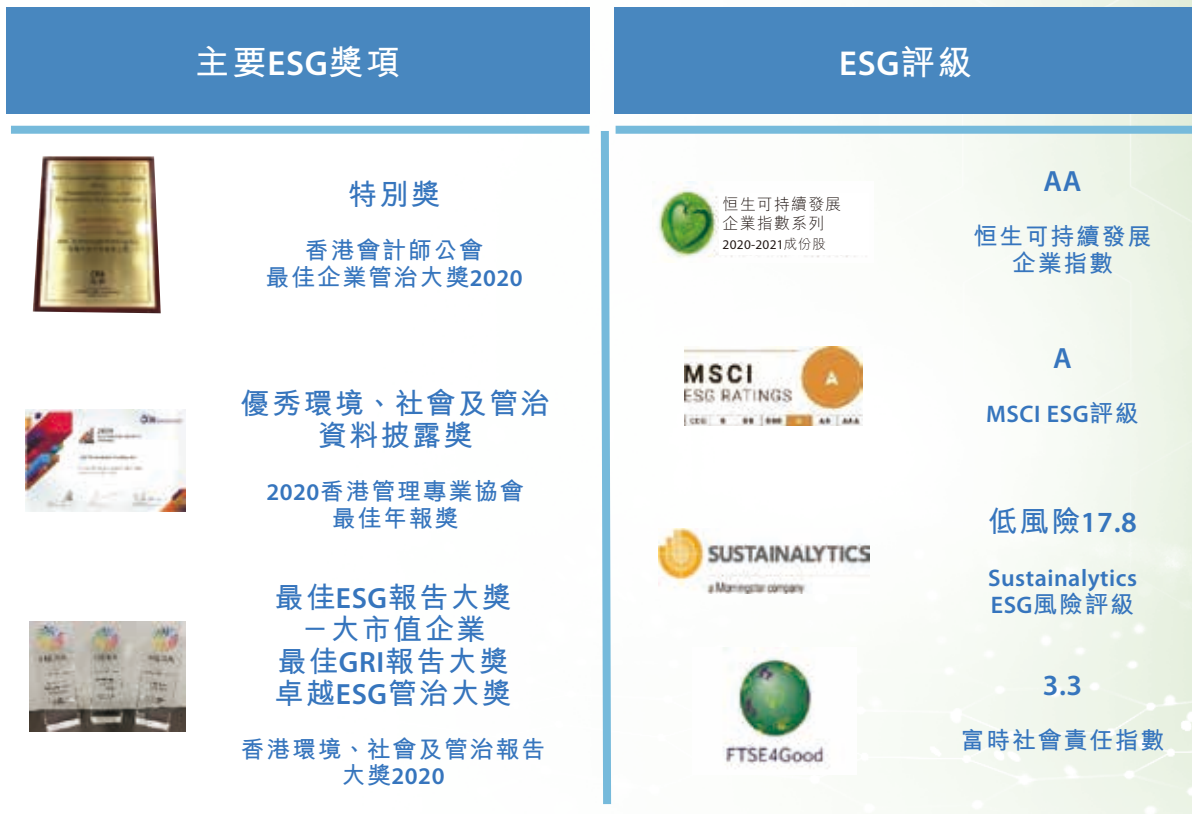 主要ESG獎項
特別獎
香港會計師公會
最佳企業管治大獎2020
優秀環境、社會及管治
資料披露獎
2020香港管理專業協會
最佳年報獎
最佳ESG報告大獎
－大市值企業
最佳GRI報告大獎
卓越ESG管治大獎
香港環境、社會及管治報告
大獎2020
ESG評級
恒生可持續發展
企業指數系列
2020-2021成份股
AA
恒生可持續發展
企業指數
MSCI
ESG RATINGS
A
CCC B BB BBB A AA AAA
A
MSCI ESG評級
SUSTAINALYTICS
a Morningstar company
低風險17.8
Sustainalytics
ESG風險評級
FTSE4Good
3.3
富時社會責任指數